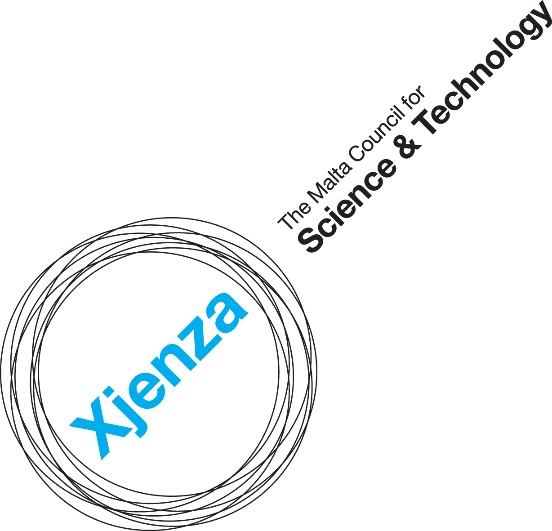 The Malta Council for
Science & Technology
Xjenza